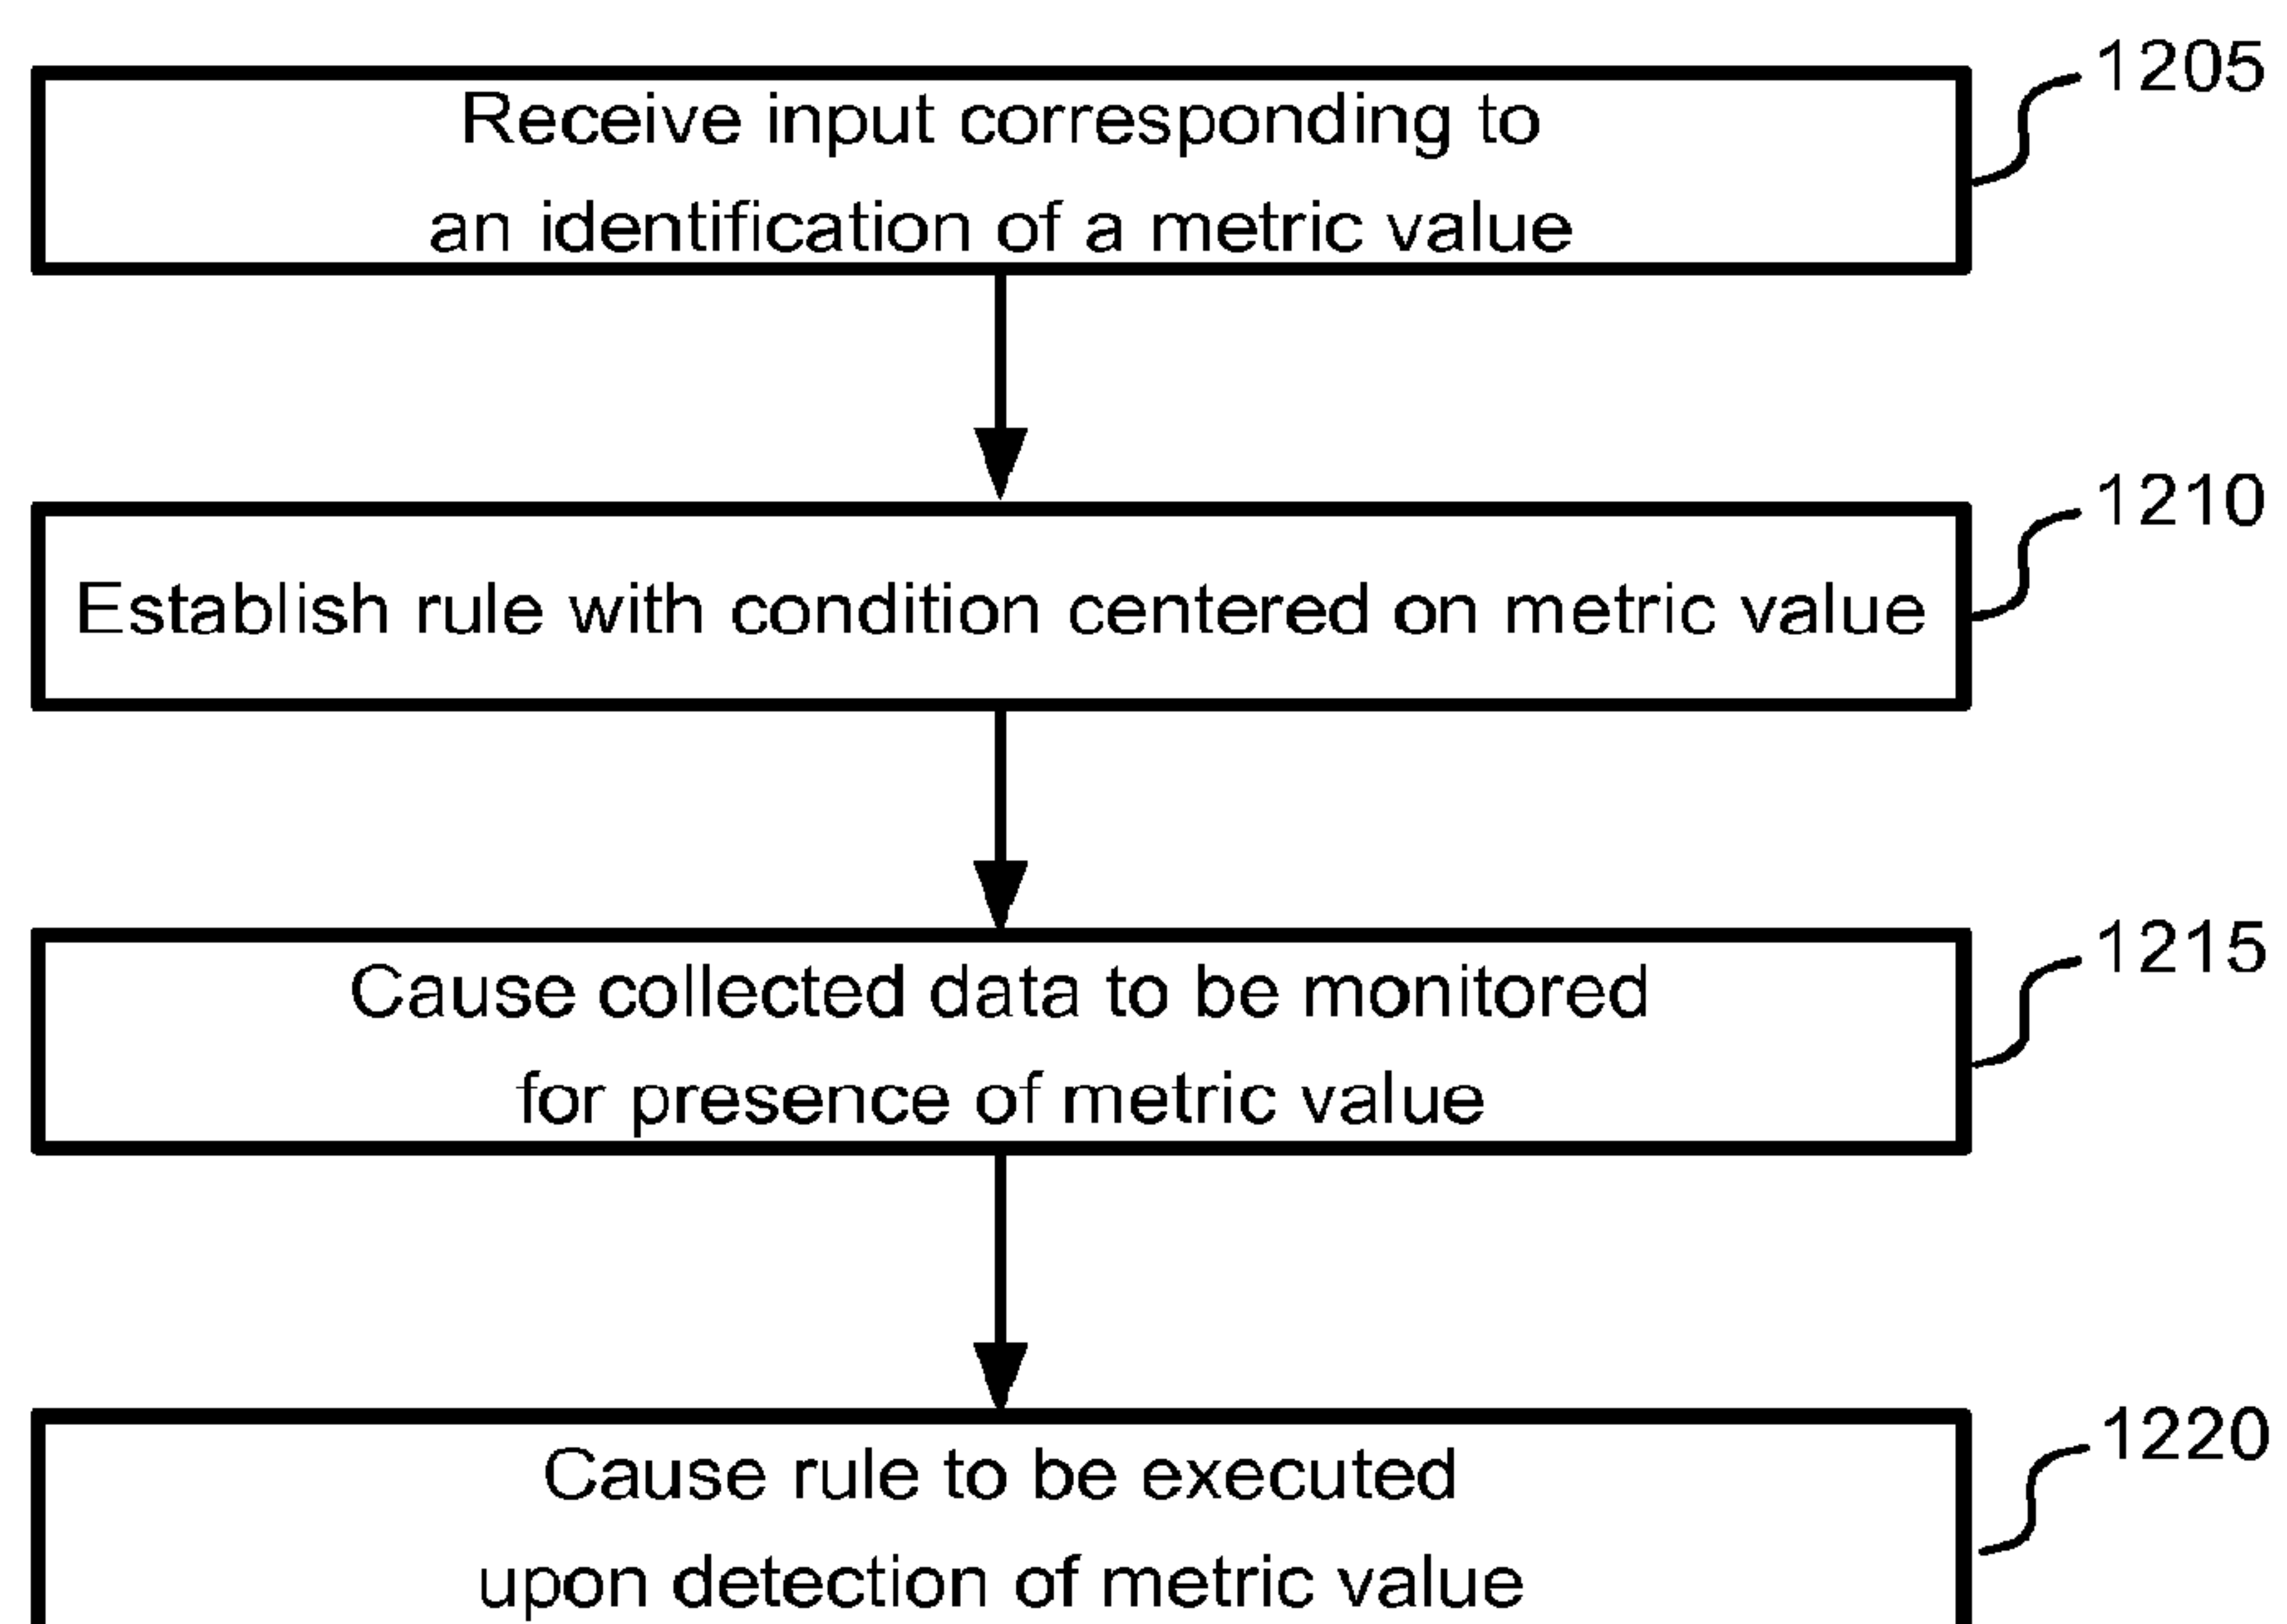 1205
Receive input corresponding to
an identification of a metric value
1210
Establish rule with condition centered on metric value
1215
Cause collected data to be monitored
for presence of metric value
1220
Cause rule to be executed
upon detection of metric value